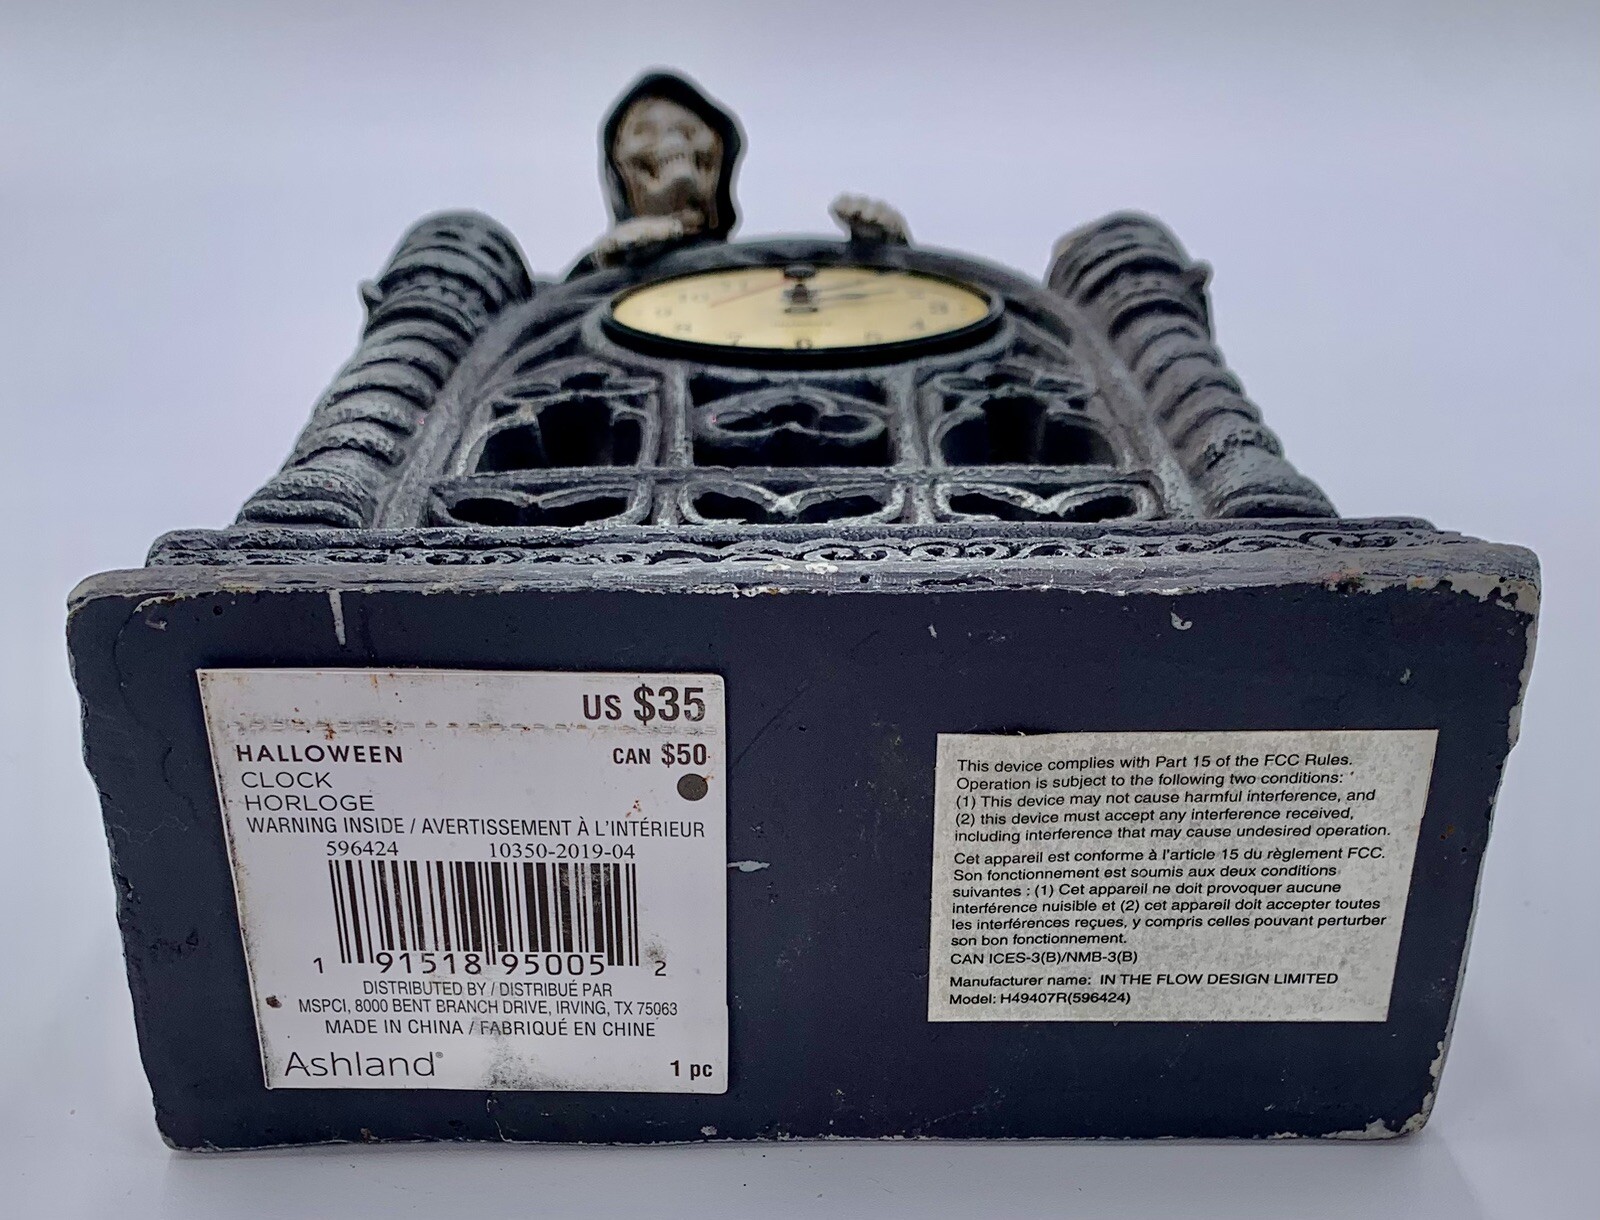 US $35
HALLOWEEN
CAN $50
CLOCK
HORLOGE
WARNING INSIDE / AVERTISSEMENT À L'INTÉRIEUR
596424 10350-2019-04
1 91518 95005 2
DISTRIBUTED BY / DISTRIBUÉ PAR
MSPCI, 8000 BENT BRANCH DRIVE, IRVING, TX 75063
MADE IN CHINA / FABRIQUÉ EN CHINE
Ashland®
1 pc
This device complies with Part 15 of the FCC Rules.
Operation is subject to the following two conditions:
(1) This device may not cause harmful interference, and
(2) this device must accept any interference received,
including interference that may cause undesired operation.
Cet appareil est conforme à l'article 15 du règlement FCC.
Son fonctionnement est soumis aux deux conditions
suivantes : (1) Cet appareil ne doit provoquer aucune
interférence nuisible et (2) cet appareil doit accepter toutes
les interférences reçues, y compris celles pouvant perturber
son bon fonctionnement.
CAN ICES-3(B)/NMB-3(B)
Manufacturer name: IN THE FLOW DESIGN LIMITED
Model: H49407R(596424)